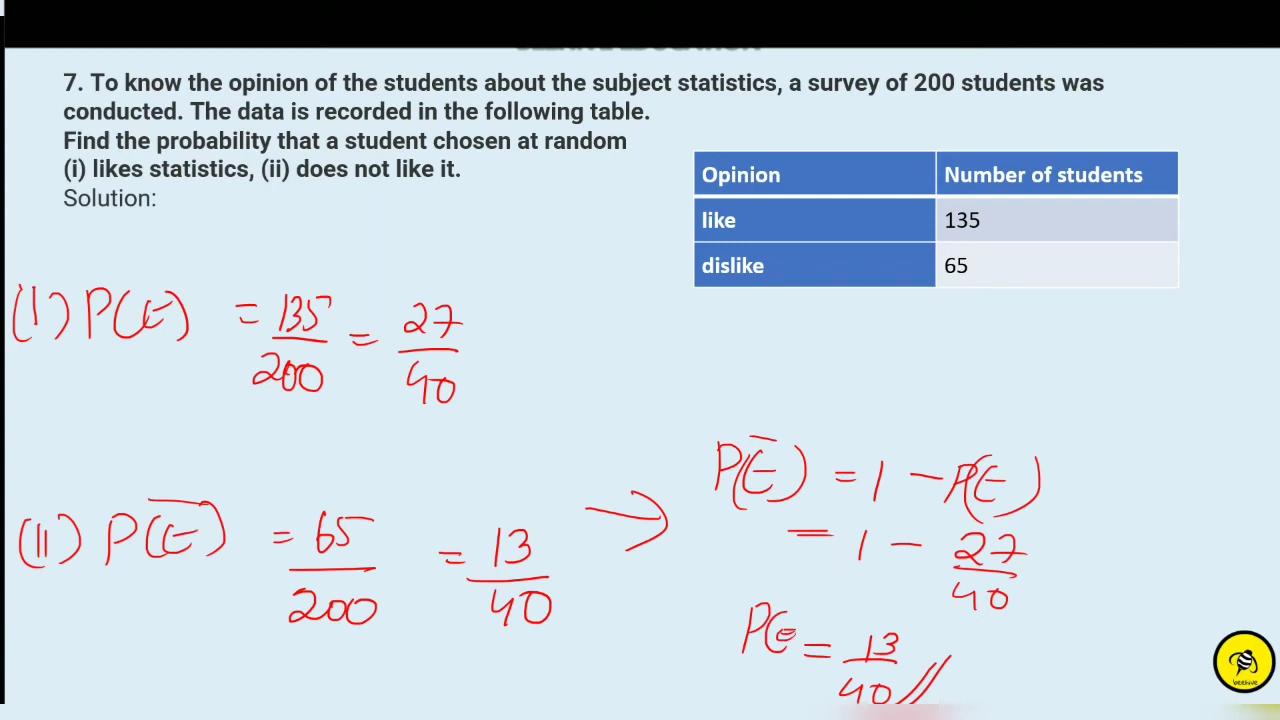 7. To know the opinion of the students about the subject statistics, a survey of 200 students was
conducted. The data is recorded in the following table.
Find the probability that a student chosen at random
(i) likes statistics, (ii) does not like it.
Solution:
Opinion Number of students
like 135
dislike 65
(I) P(E) = 135/200 = 27/40
(II) P(E̅) = 65/200 = 13/40 →
P(E̅) = 1 - P(E)
= 1 - 27/40
P(E = 13/40 //
beehive